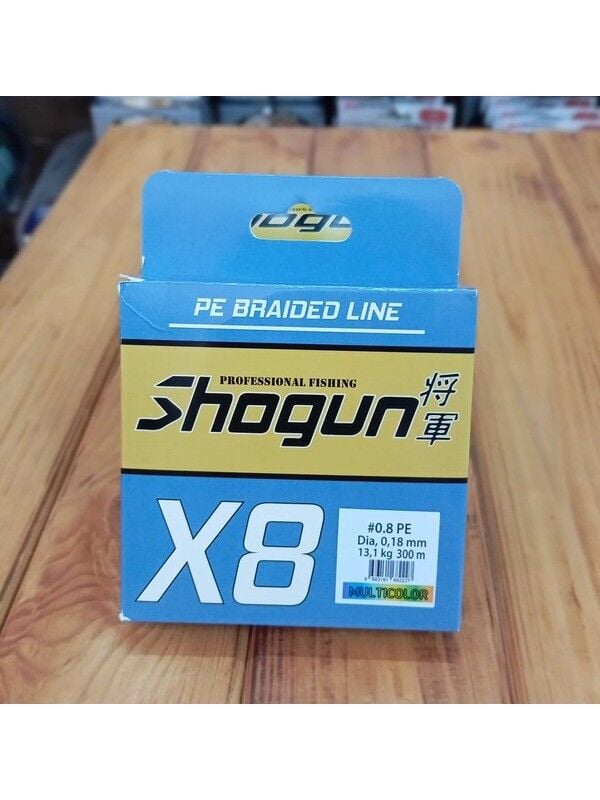 PE BRAIDED LINE
PROFESSIONAL FISHING
Shogun
将軍
X8
#0.8 PE
Dia, 0,18 mm
13,1 kg 300 m
MULTICOLOR